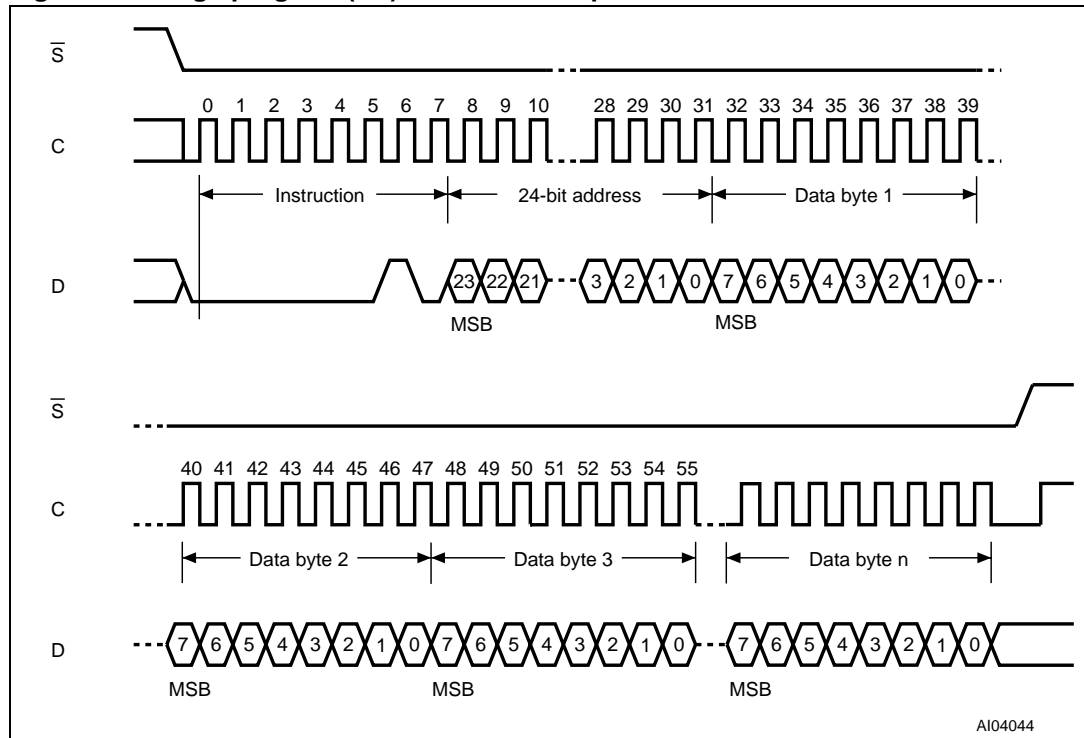 S
0 1 2 3 4 5 6 7 8 9 10 28 29 30 31 32 33 34 35 36 37 38 39
C
Instruction 24-bit address Data byte 1
D 23 22 21 3 2 1 0 7 6 5 4 3 2 1 0
MSB MSB
S
40 41 42 43 44 45 46 47 48 49 50 51 52 53 54 55
C
Data byte 2 Data byte 3 Data byte n
D 7 6 5 4 3 2 1 0 7 6 5 4 3 2 1 0 7 6 5 4 3 2 1 0
MSB MSB MSB
AI04044